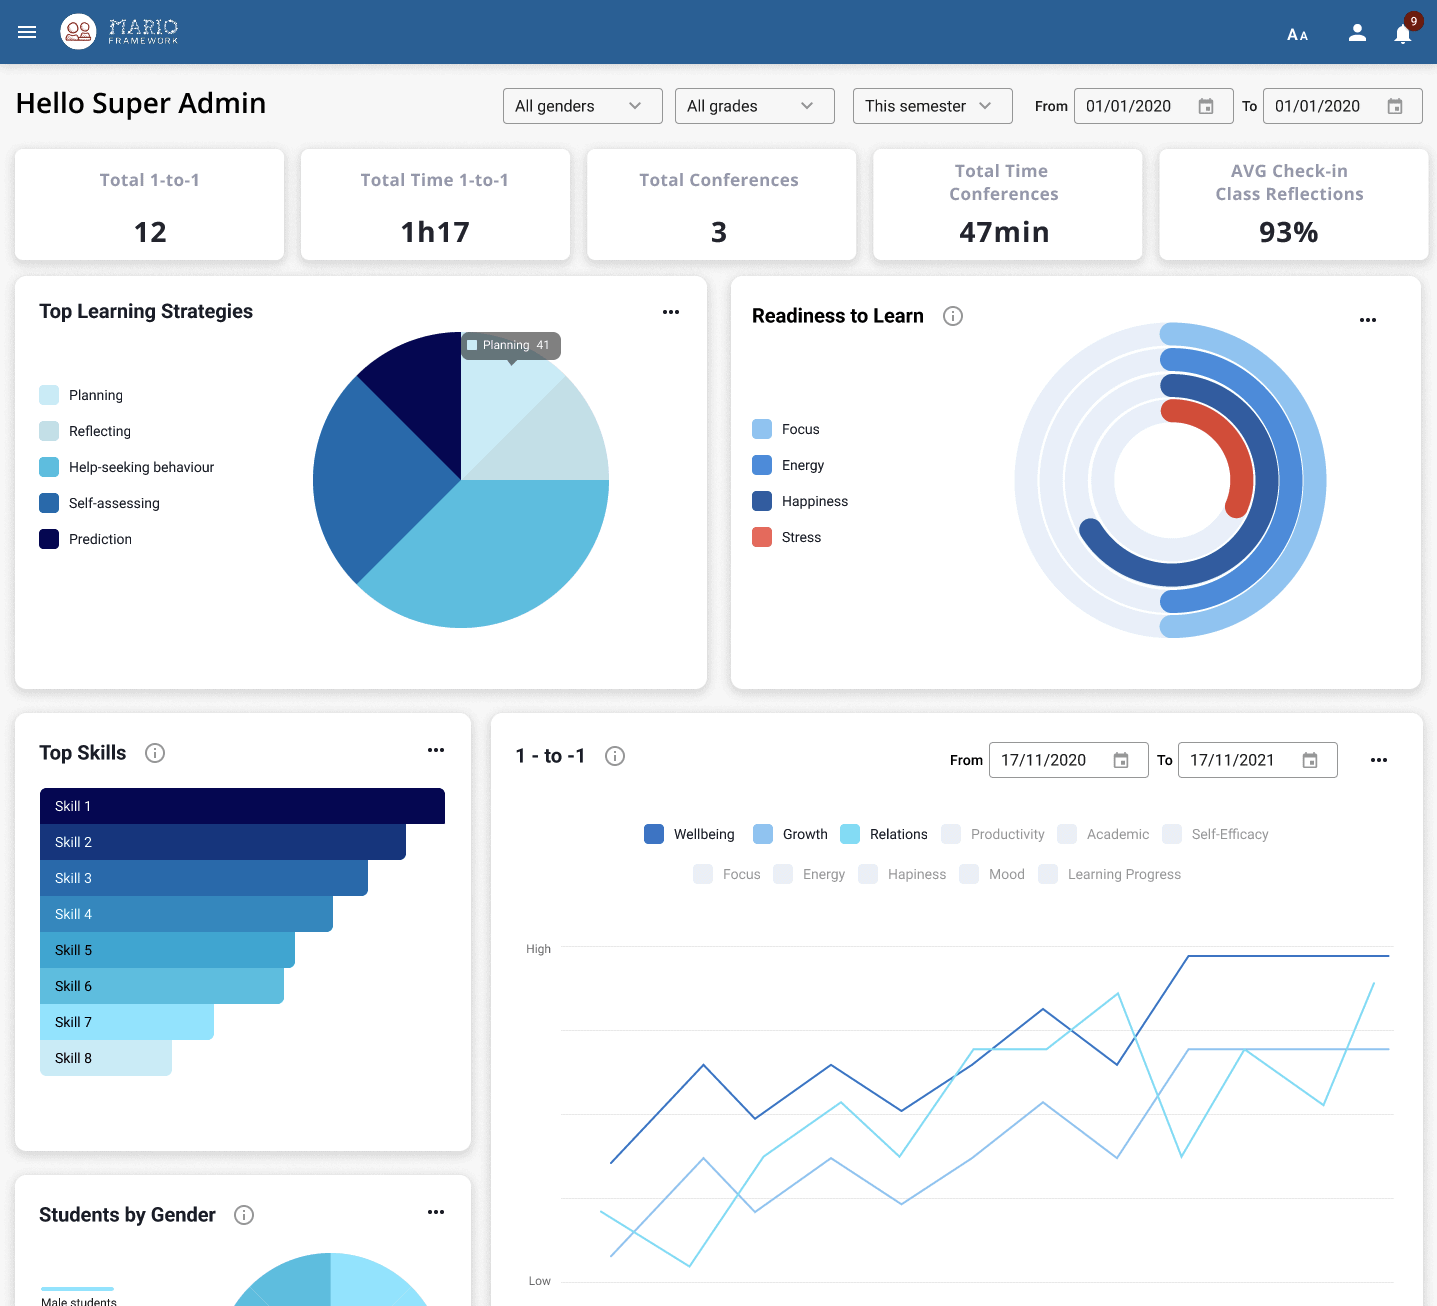 MARIO
FRAMEWORK
AA
9
Hello Super Admin
All genders
All grades
This semester
From 01/01/2020
To 01/01/2020
Total 1-to-1
12
Total Time 1-to-1
1h17
Total Conferences
3
Total Time
Conferences
47min
AVG Check-in
Class Reflections
93%
Top Learning Strategies
Planning 41
Planning
Reflecting
Help-seeking behaviour
Self-assessing
Prediction
Readiness to Learn
Focus
Energy
Happiness
Stress
Top Skills
Skill 1
Skill 2
Skill 3
Skill 4
Skill 5
Skill 6
Skill 7
Skill 8
1 - to -1
From 17/11/2020
To 17/11/2021
Wellbeing Growth Relations Productivity Academic Self-Efficacy
Focus Energy Hapiness Mood Learning Progress
High
Low
Students by Gender
Male students